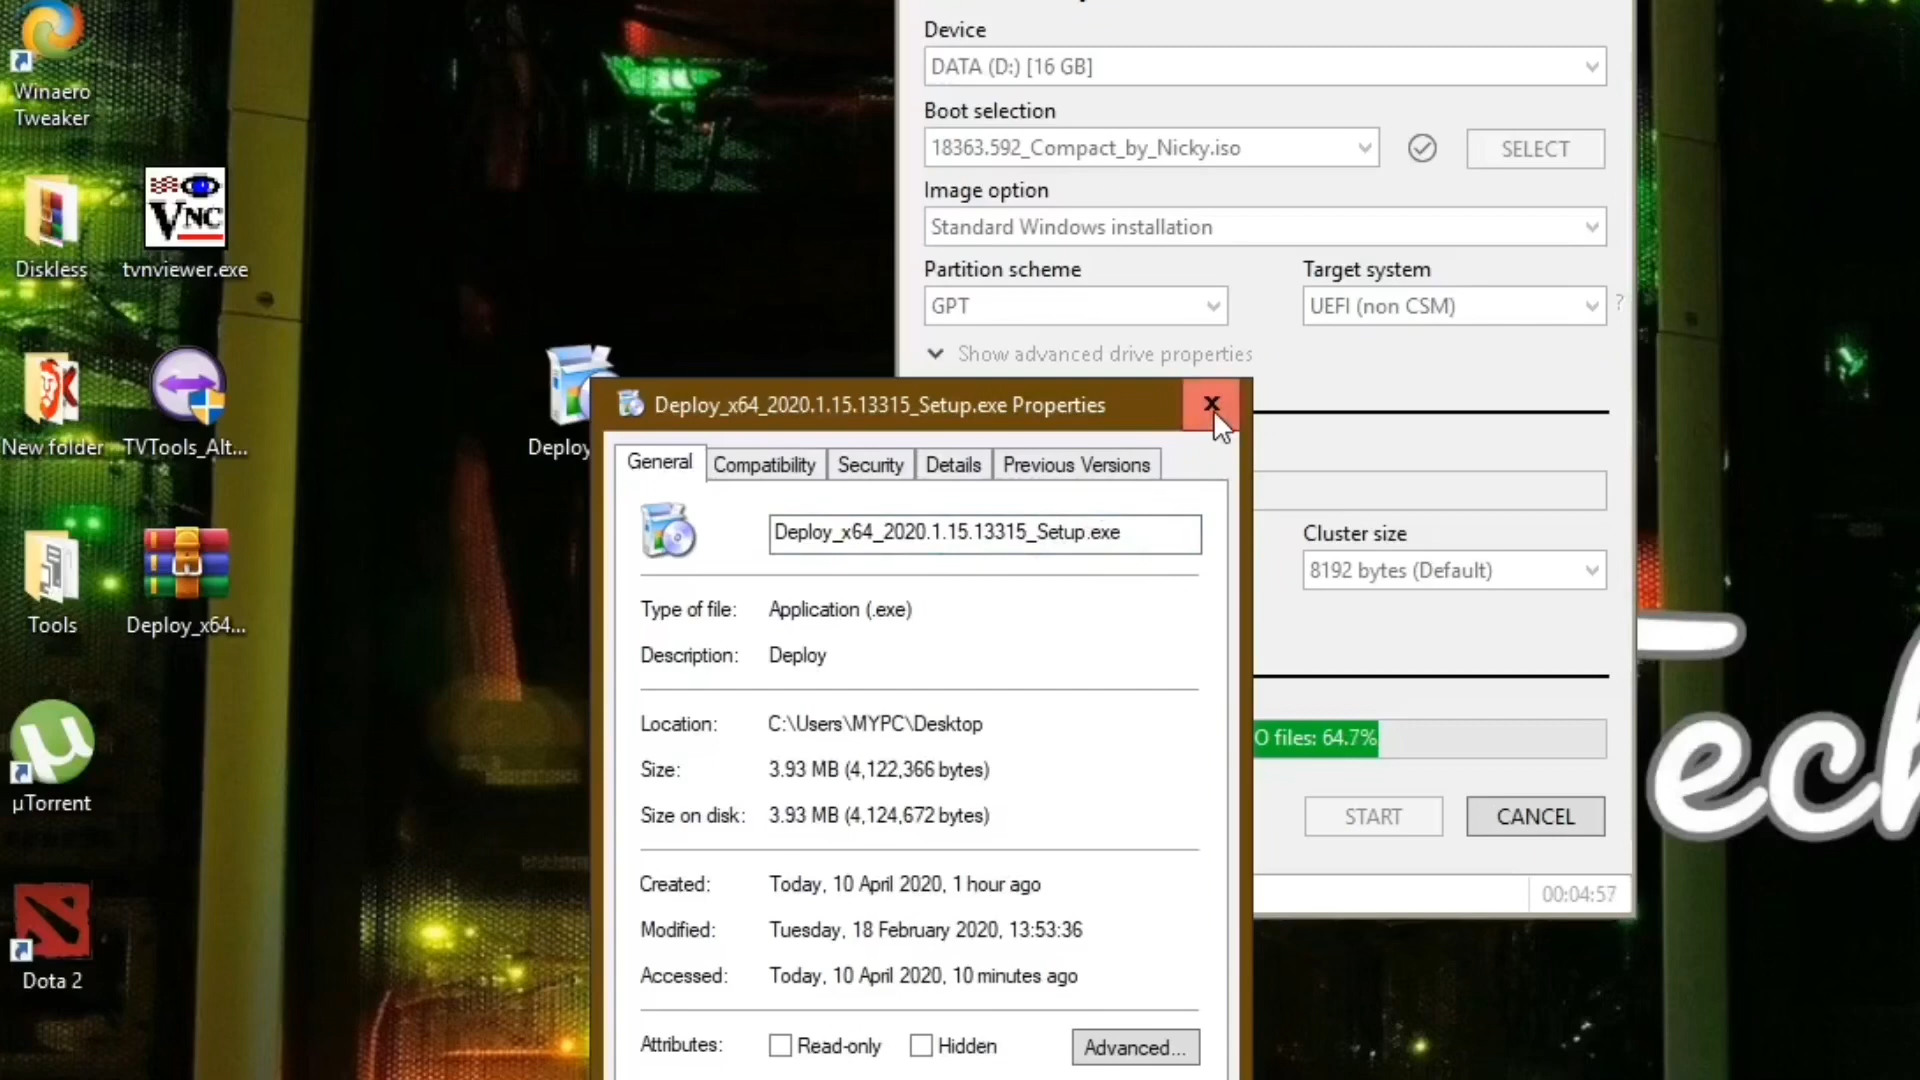 Winaero
Tweaker
Diskless
VNC
tvnviewer.exe
New folder
TVTools_Alt...
Tools
Deploy_x64...
µTorrent
Dota 2
Deploy
Device
DATA (D:) [16 GB]
Boot selection
18363.592_Compact_by_Nicky.iso
SELECT
Image option
Standard Windows installation
Partition scheme
Target system
GPT
UEFI (non CSM)
?
Show advanced drive properties
Cluster size
8192 bytes (Default)
O files: 64.7%
START
CANCEL
00:04:57
Deploy_x64_2020.1.15.13315_Setup.exe Properties
General
Compatibility
Security
Details
Previous Versions
Deploy_x64_2020.1.15.13315_Setup.exe
Type of file: Application (.exe)
Description: Deploy
Location: C:\Users\MYPC\Desktop
Size: 3.93 MB (4,122,366 bytes)
Size on disk: 3.93 MB (4,124,672 bytes)
Created: Today, 10 April 2020, 1 hour ago
Modified: Tuesday, 18 February 2020, 13:53:36
Accessed: Today, 10 April 2020, 10 minutes ago
Attributes: Read-only Hidden Advanced...
Tech